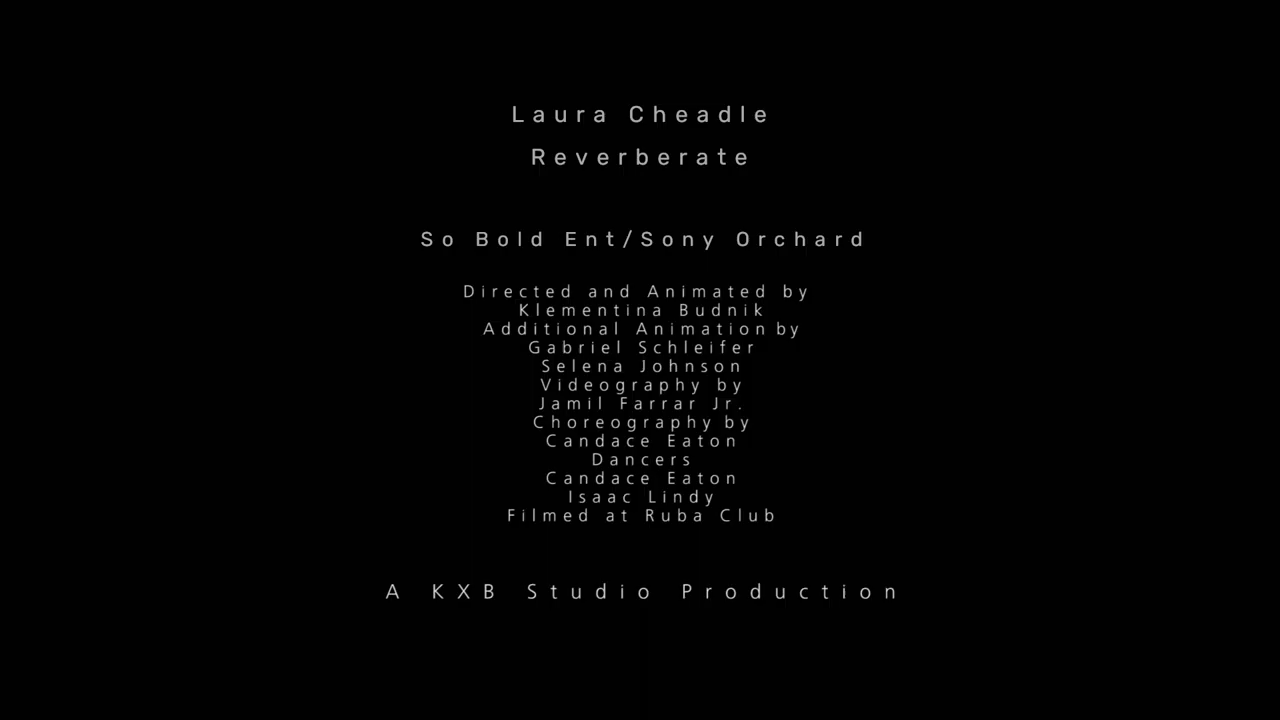 Laura Cheadle
Reverberate
So Bold Ent/Sony Orchard
Directed and Animated by
Klementina Budnik
Additional Animation by
Gabriel Schleifer
Selena Johnson
Videography by
Jamil Farrar Jr.
Choreography by
Candace Eaton
Dancers
Candace Eaton
Isaac Lindy
Filmed at Ruba Club
A KXB Studio Production